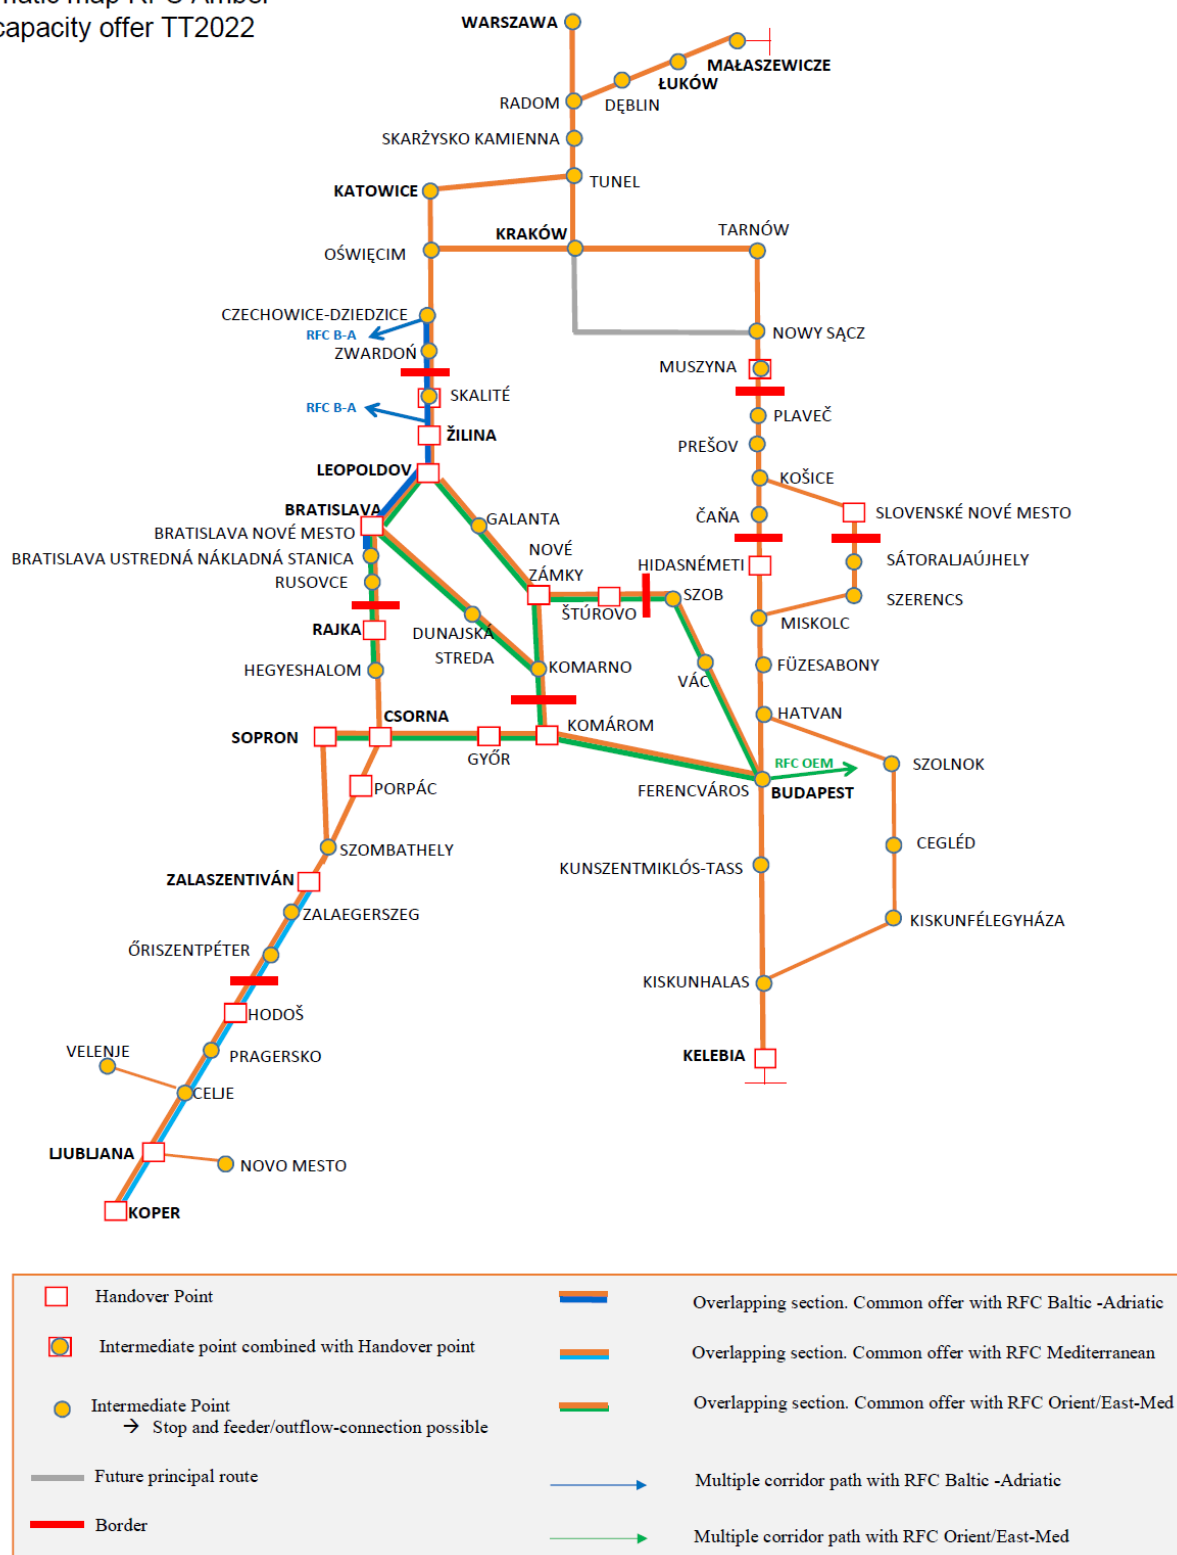 matic map RFC Amber
capacity offer TT2022
WARSZAWA
MAŁASZEWICZE
ŁUKÓW
DĘBLIN
RADOM
SKARŻYSKO KAMIENNA
TUNEL
KATOWICE
KRAKÓW
TARNÓW
OŚWIĘCIM
CZECHOWICE-DZIEDZICE
RFC B-A
NOWY SĄCZ
ZWARDOŃ
MUSZYNA
SKALITÉ
RFC B-A
PLAVEČ
ŽILINA
PREŠOV
LEOPOLDOV
KOŠICE
BRATISLAVA
GALANTA
ČAŇA
SLOVENSKÉ NOVÉ MESTO
BRATISLAVA NOVÉ MESTO
NOVÉ
ZÁMKY
BRATISLAVA USTREDNÁ NÁKLADNÁ STANICA
HIDASNÉMETI
SÁTORALJAÚJHELY
RUSOVCE
SZOB
SZERENCS
ŠTÚROVO
MISKOLC
RAJKA
DUNAJSKÁ
STREDA
HEGYESHALOM
KOMARNO
VÁC
FÜZESABONY
CSORNA
KOMÁROM
HATVAN
SOPRON
GYŐR
RFC OEM
SZOLNOK
PORPÁC
FERENCVÁROS
BUDAPEST
SZOMBATHELY
CEGLÉD
KUNSZENTMIKLÓS-TASS
ZALASZENTIVÁN
ZALAEGERSZEG
KISKUNFÉLEGYHÁZA
ŐRISZENTPÉTER
KISKUNHALAS
HODOŠ
VELENJE
PRAGERSKO
KELEBIA
CELJE
LJUBLJANA
NOVO MESTO
KOPER
Handover Point
Overlapping section. Common offer with RFC Baltic -Adriatic
Intermediate point combined with Handover point
Overlapping section. Common offer with RFC Mediterranean
Intermediate Point
Overlapping section. Common offer with RFC Orient/East-Med
→ Stop and feeder/outflow-connection possible
Future principal route
Multiple corridor path with RFC Baltic -Adriatic
Border
Multiple corridor path with RFC Orient/East-Med